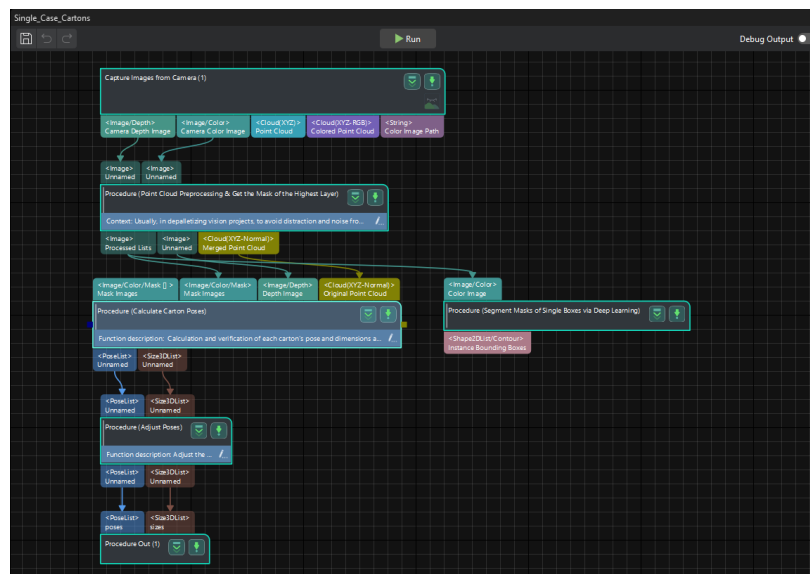 Single_Case_Cartons
Run
Debug Output
Capture Images from Camera (1)
<Image/Depth> <Image/Color> <Cloud(XYZ)> <Cloud(XYZ-RGB)> <String>
Camera Depth Image Camera Color Image Point Cloud Colored Point Cloud Color Image Path
<Image> <Image>
Unnamed Unnamed
Procedure (Point Cloud Preprocessing & Get the Mask of the Highest Layer)
Context: Usually, in depalletizing vision projects, to avoid distraction and noise fro...
<Image> <Image> <Cloud(XYZ-Normal)>
Processed Lists Unnamed Merged Point Cloud
<Image/Color/Mask [] > <Image/Color/Mask> <Image/Depth> <Cloud(XYZ-Normal)> <Image/Color>
Mask Images Mask Images Depth Image Original Point Cloud Color Image
Procedure (Calculate Carton Poses) Procedure (Segment Masks of Single Boxes via Deep Learning)
Function description: Calculation and verification of each carton's pose and dimensions a...
<Shape2DList/Contour>
Instance Bounding Boxes
<PoseList> <Size3DList>
Unnamed Unnamed
<PoseList> <Size3DList>
Unnamed Unnamed
Procedure (Adjust Poses)
Function description: Adjust the ...
<PoseList> <Size3DList>
Unnamed Unnamed
<PoseList> <Size3DList>
poses sizes
Procedure Out (1)